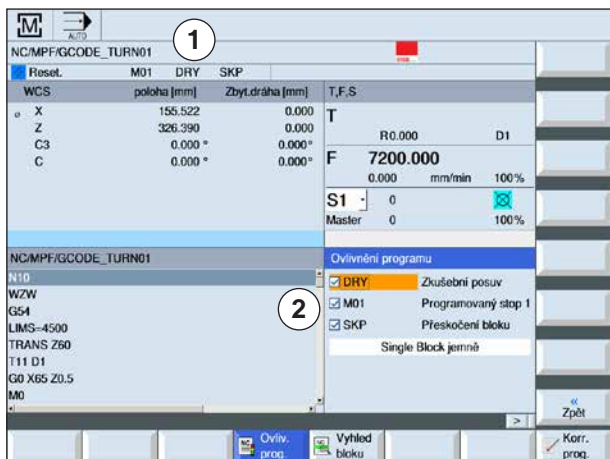 M AUTO
1
NC/MPF/GCODE_TURN01
Reset. M01 DRY SKP
WCS poloha [mm] Zbyt.dráha [mm] T,F,S
X 155.522 0.000
Z 326.390 0.000
C3 0.000 ° 0.000°
C 0.000 ° 0.000°
T
R0.000 D1
F 7200.000
0.000 mm/min 100%
S1 0
Master 0 100%
NC/MPF/GCODE_TURN01
N10
WZW
G54
LIMS=4500
TRANS Z60
T11 D1
G0 X65 Z0.5
M0
Ovlivnění programu
2
DRY Zkušební posuv
M01 Programovaný stop 1
SKP Přeskočení bloku
Single Block jemně
«
Zpět
>
NC Ovliv. prog.
NC Vyhled bloku
Korr. prog.